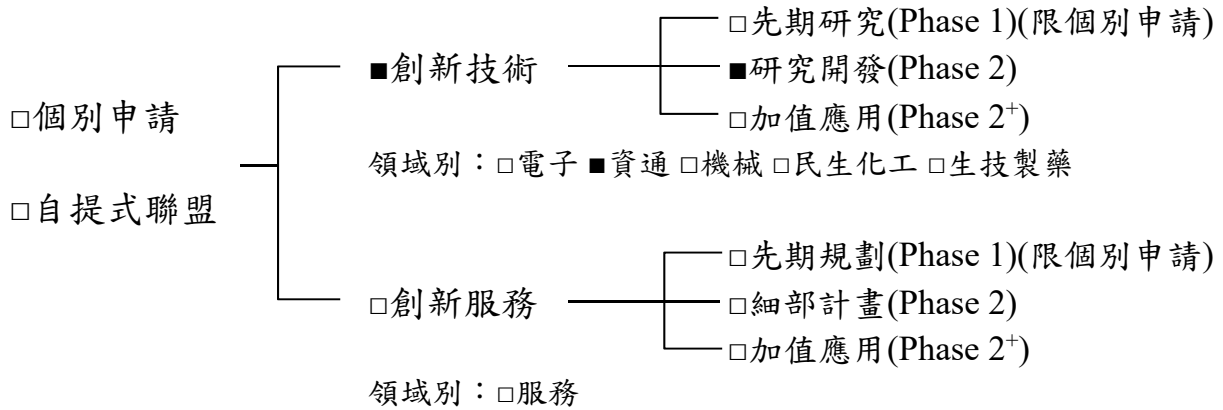 □先期研究(Phase 1)(限個別申請)
■創新技術
■研究開發(Phase 2)
□個別申請
□加值應用(Phase 2⁺)
領域別：□電子 ■資通 □機械 □民生化工 □生技製藥
□自提式聯盟
□先期規劃(Phase 1)(限個別申請)
□創新服務
□細部計畫(Phase 2)
□加值應用(Phase 2⁺)
領域別：□服務